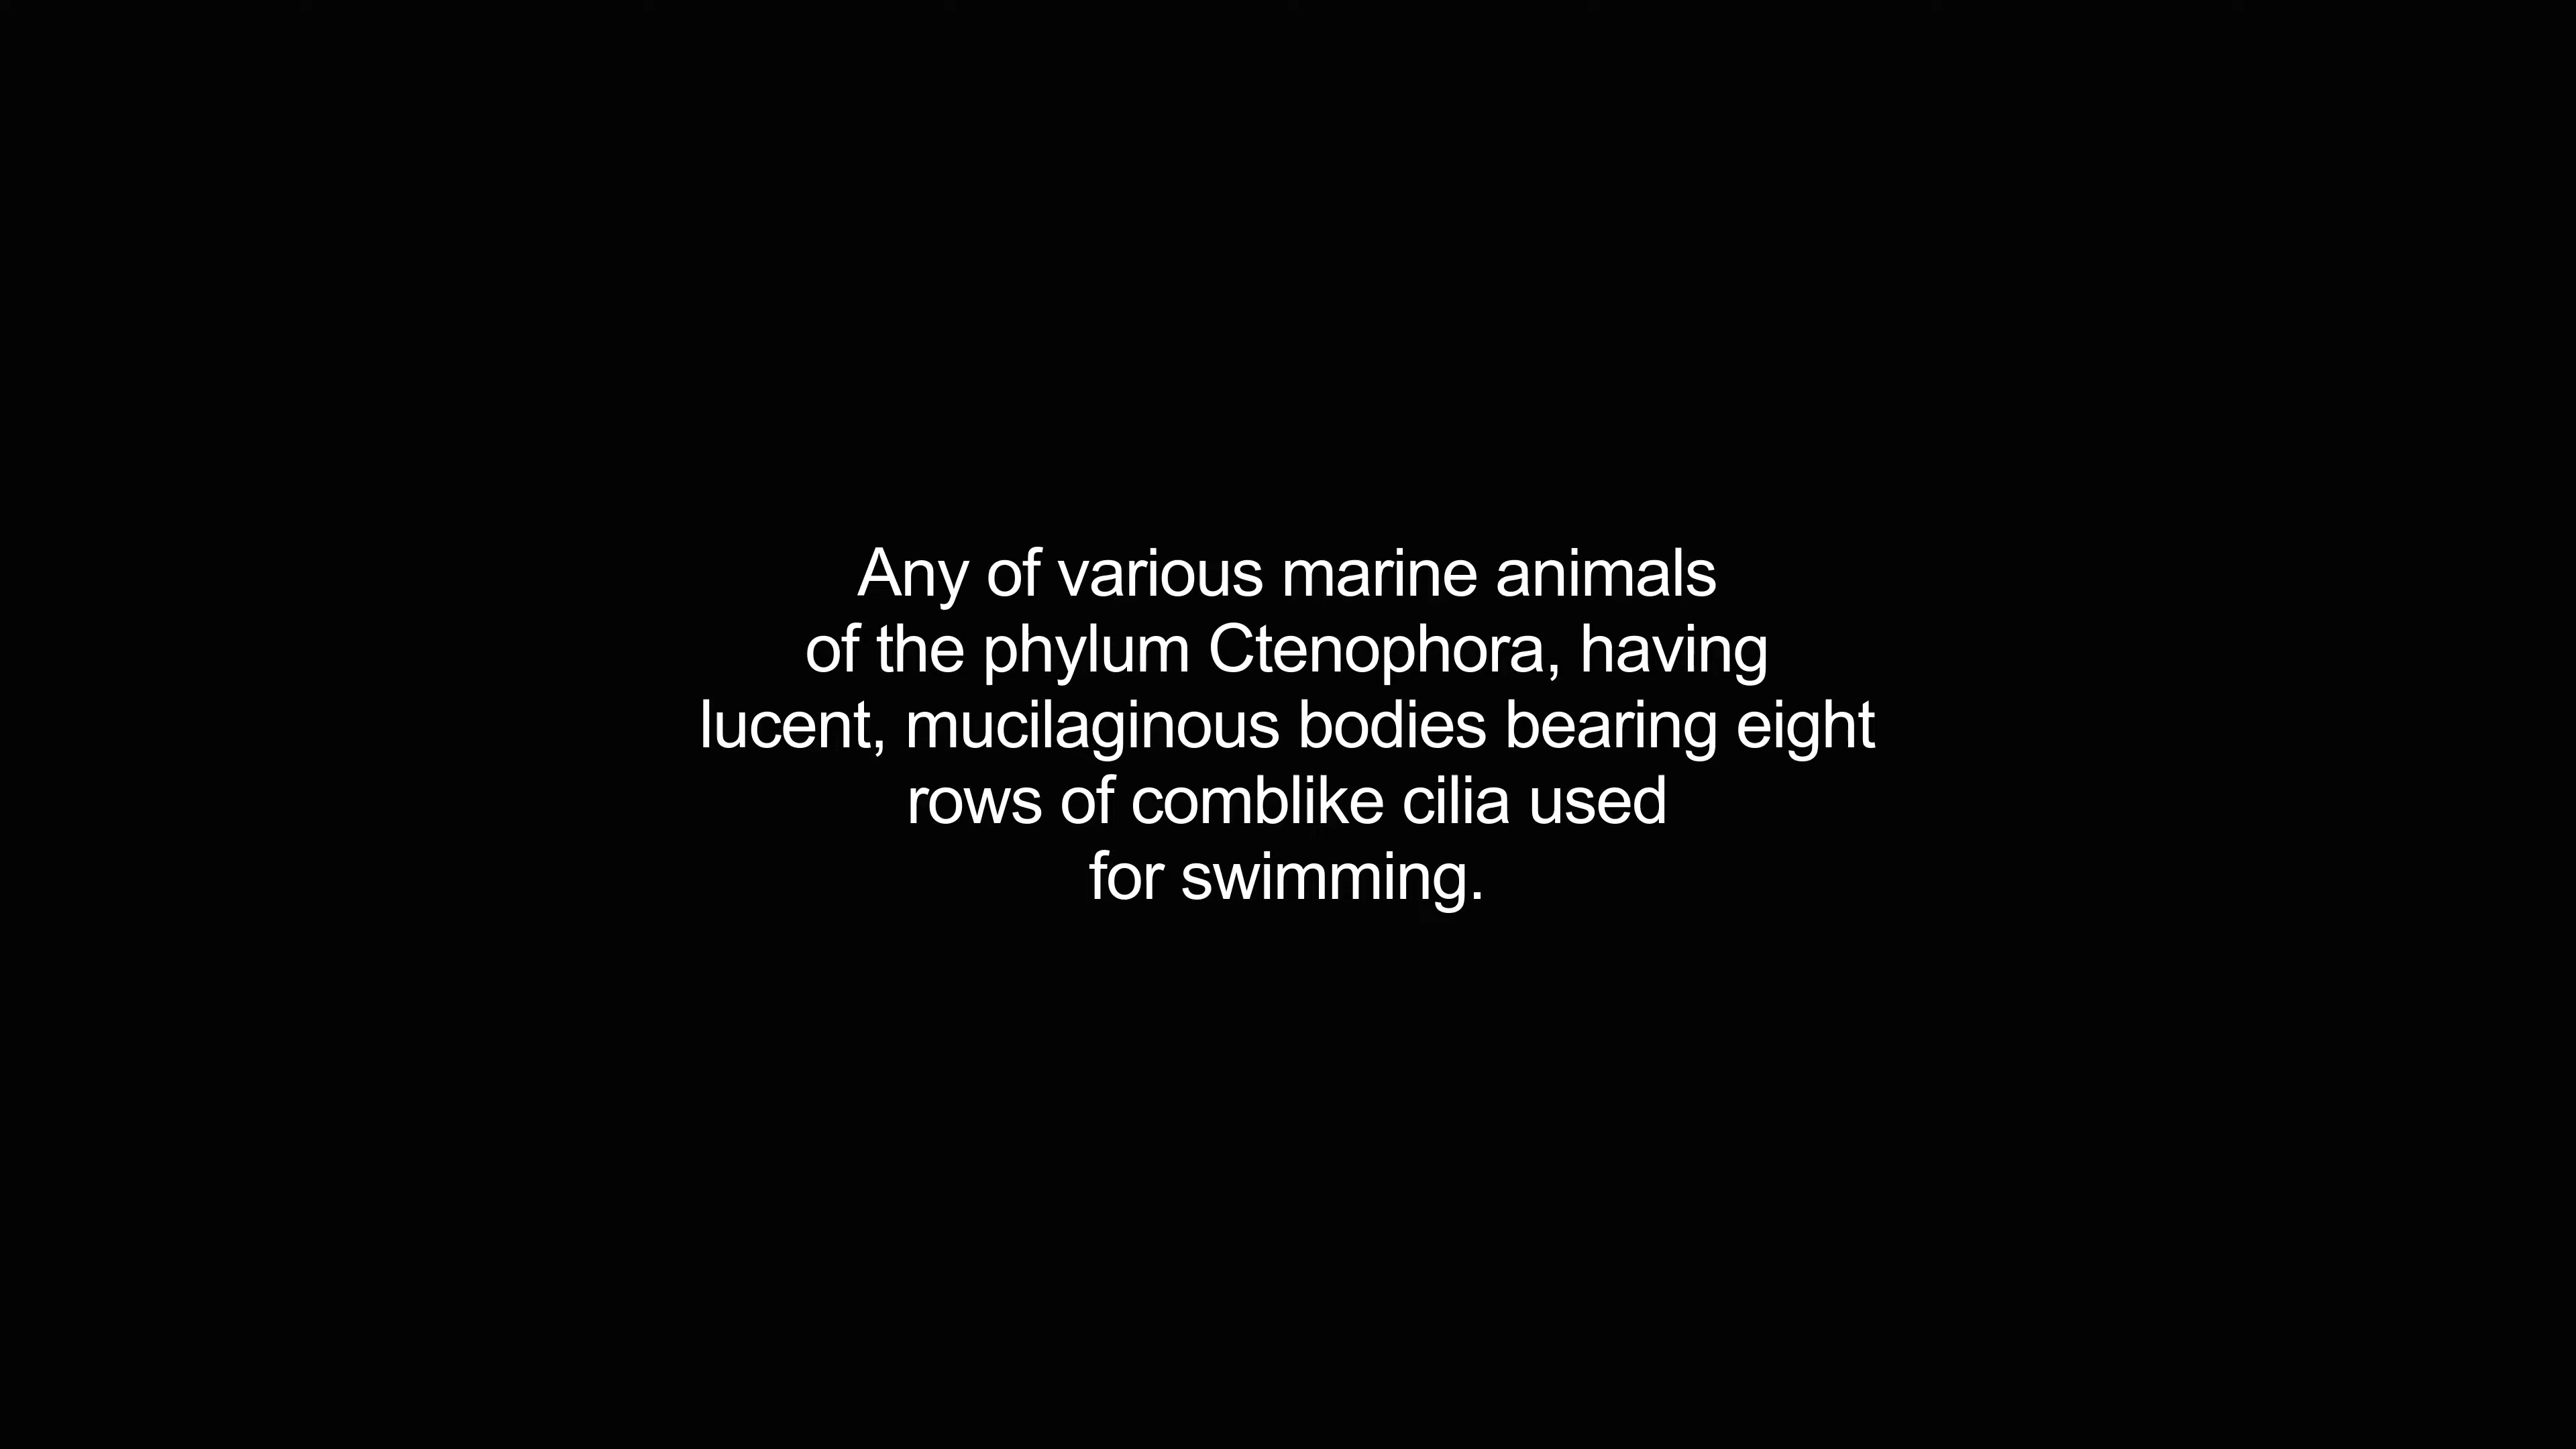 Any of various marine animals
of the phylum Ctenophora, having
lucent, mucilaginous bodies bearing eight
rows of comblike cilia used
for swimming.